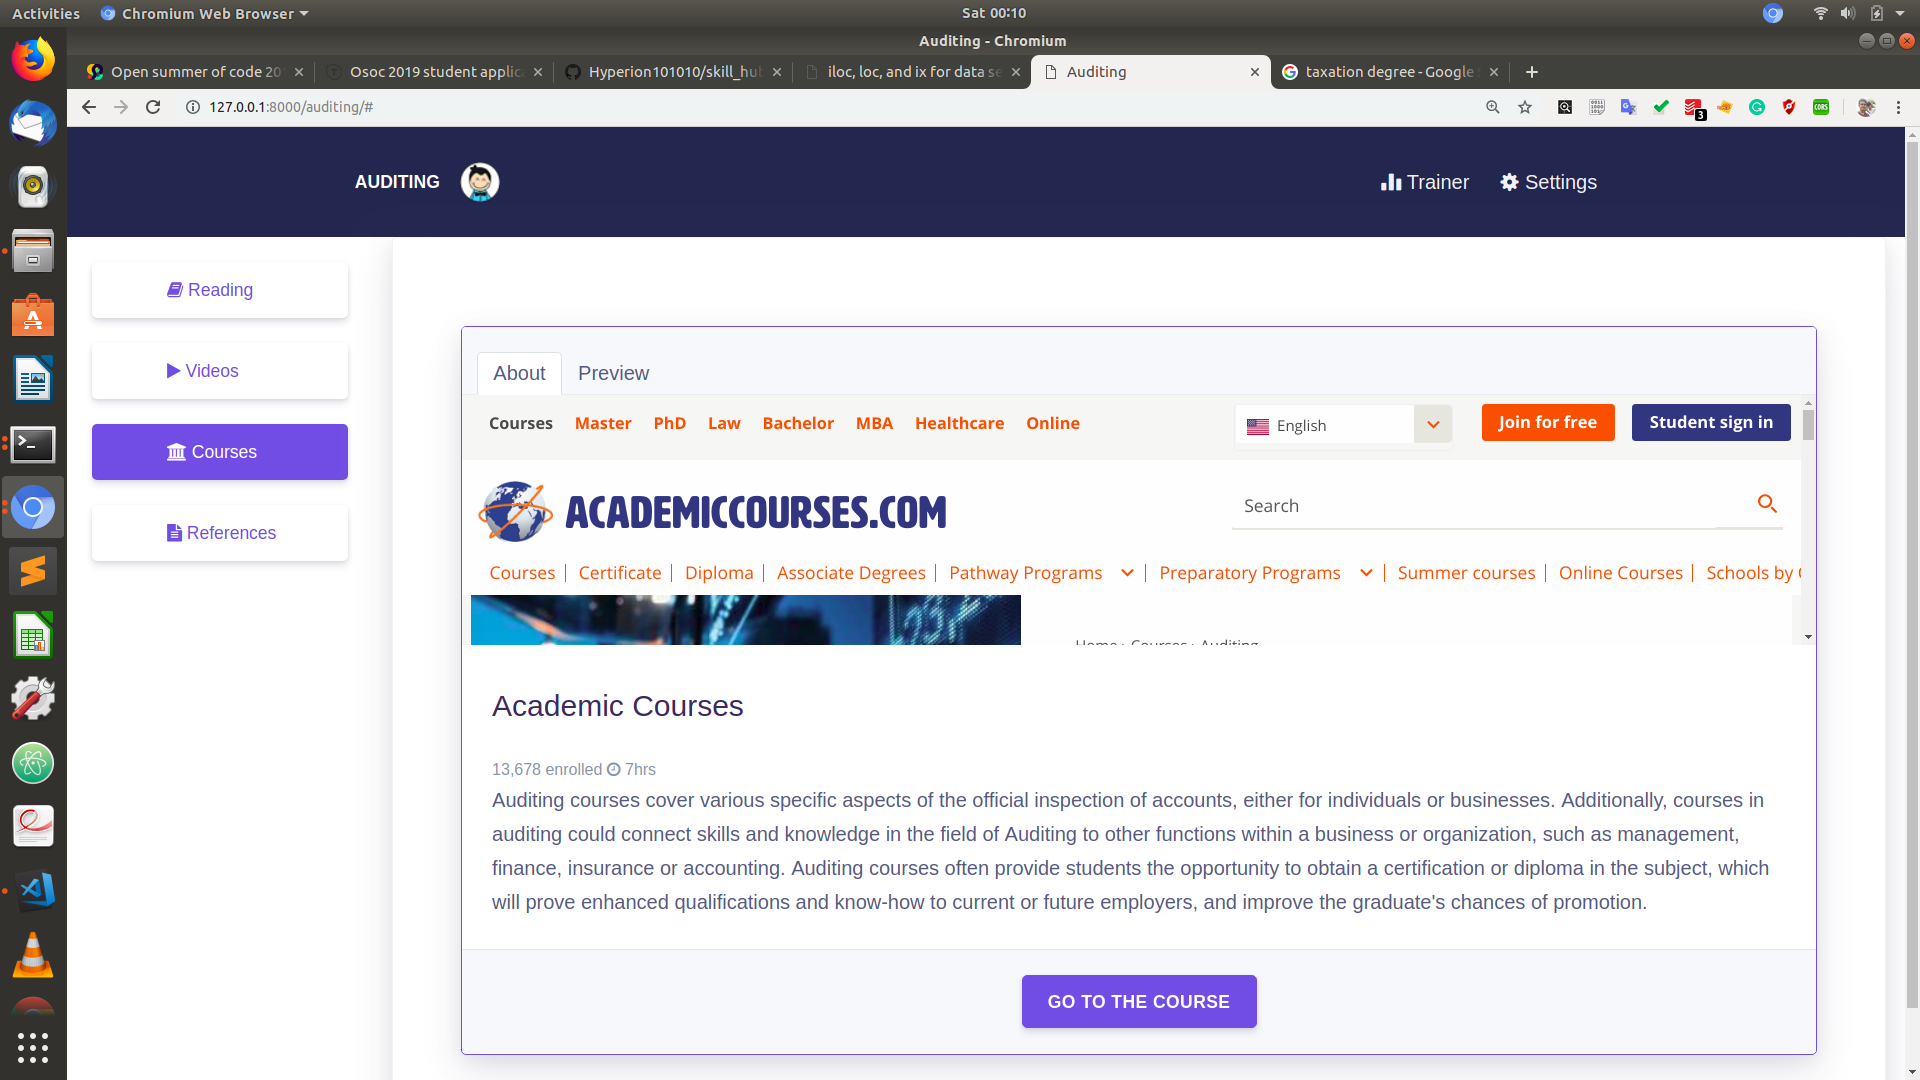 Activities Chromium Web Browser Sat 00:10
Auditing - Chromium
Open summer of code 20 Osoc 2019 student applic Hyperion101010/skill_hu iloc, loc, and ix for data se Auditing taxation degree - Google
127.0.0.1:8000/auditing/#
3
CORS
AUDITING Trainer Settings
Reading
Videos
Courses
References
About Preview
Courses Master PhD Law Bachelor MBA Healthcare Online English Join for free Student sign in
ACADEMICCOURSES.COM Search
Courses Certificate Diploma Associate Degrees Pathway Programs Preparatory Programs Summer courses Online Courses Schools by
Home › Courses › Auditing
Academic Courses
13,678 enrolled 7hrs
Auditing courses cover various specific aspects of the official inspection of accounts, either for individuals or businesses. Additionally, courses in
auditing could connect skills and knowledge in the field of Auditing to other functions within a business or organization, such as management,
finance, insurance or accounting. Auditing courses often provide students the opportunity to obtain a certification or diploma in the subject, which
will prove enhanced qualifications and know-how to current or future employers, and improve the graduate's chances of promotion.
GO TO THE COURSE